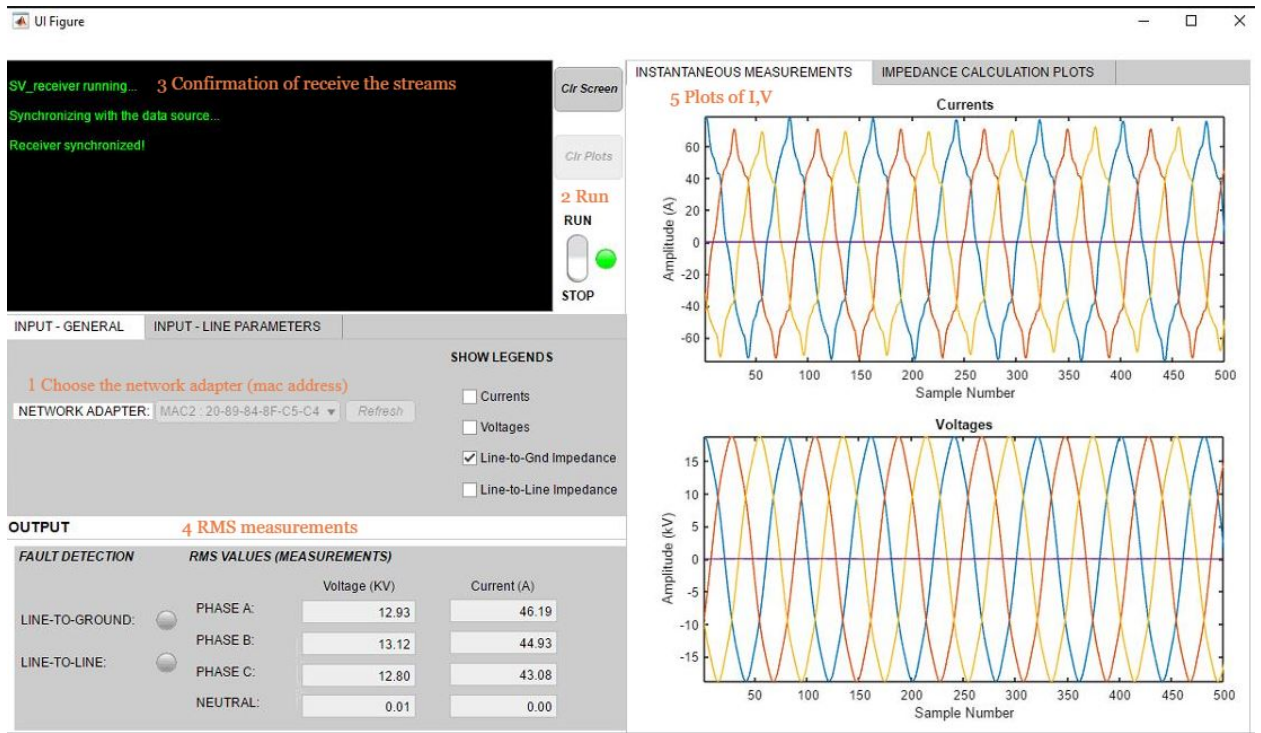 UI Figure
SV_receiver running...
3 Confirmation of receive the streams
Synchronizing with the data source...
Receiver synchronized!
Clr Screen
Clr Plots
2 Run
RUN
STOP
INPUT - GENERAL
INPUT - LINE PARAMETERS
1 Choose the network adapter (mac address)
NETWORK ADAPTER:
MAC2 : 20-89-84-8F-C5-C4
Refresh
SHOW LEGENDS
Currents
Voltages
Line-to-Gnd Impedance
Line-to-Line Impedance
OUTPUT
4 RMS measurements
FAULT DETECTION
LINE-TO-GROUND:
LINE-TO-LINE:
RMS VALUES (MEASUREMENTS)
Voltage (KV) Current (A)
PHASE A: 12.93 46.19
PHASE B: 13.12 44.93
PHASE C: 12.80 43.08
NEUTRAL: 0.01 0.00
INSTANTANEOUS MEASUREMENTS
IMPEDANCE CALCULATION PLOTS
5 Plots of I,V
Currents
Amplitude (A)
60
40
20
0
-20
-40
-60
50 100 150 200 250 300 350 400 450 500
Sample Number
Voltages
Amplitude (kV)
15
10
5
0
-5
-10
-15
50 100 150 200 250 300 350 400 450 500
Sample Number